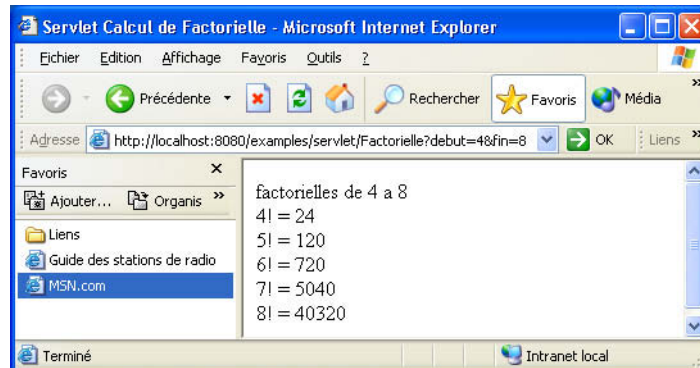 Servlet Calcul de Factorielle - Microsoft Internet Explorer
Fichier Edition Affichage Favoris Outils ?
Précédente Rechercher Favoris Média »
Adresse http://localhost:8080/examples/servlet/Factorielle?debut=4&fin=8 OK Liens »
Favoris x
Ajouter... Organis »
Liens
Guide des stations de radio
MSN.com
factorielles de 4 a 8
4! = 24
5! = 120
6! = 720
7! = 5040
8! = 40320
Terminé Intranet local